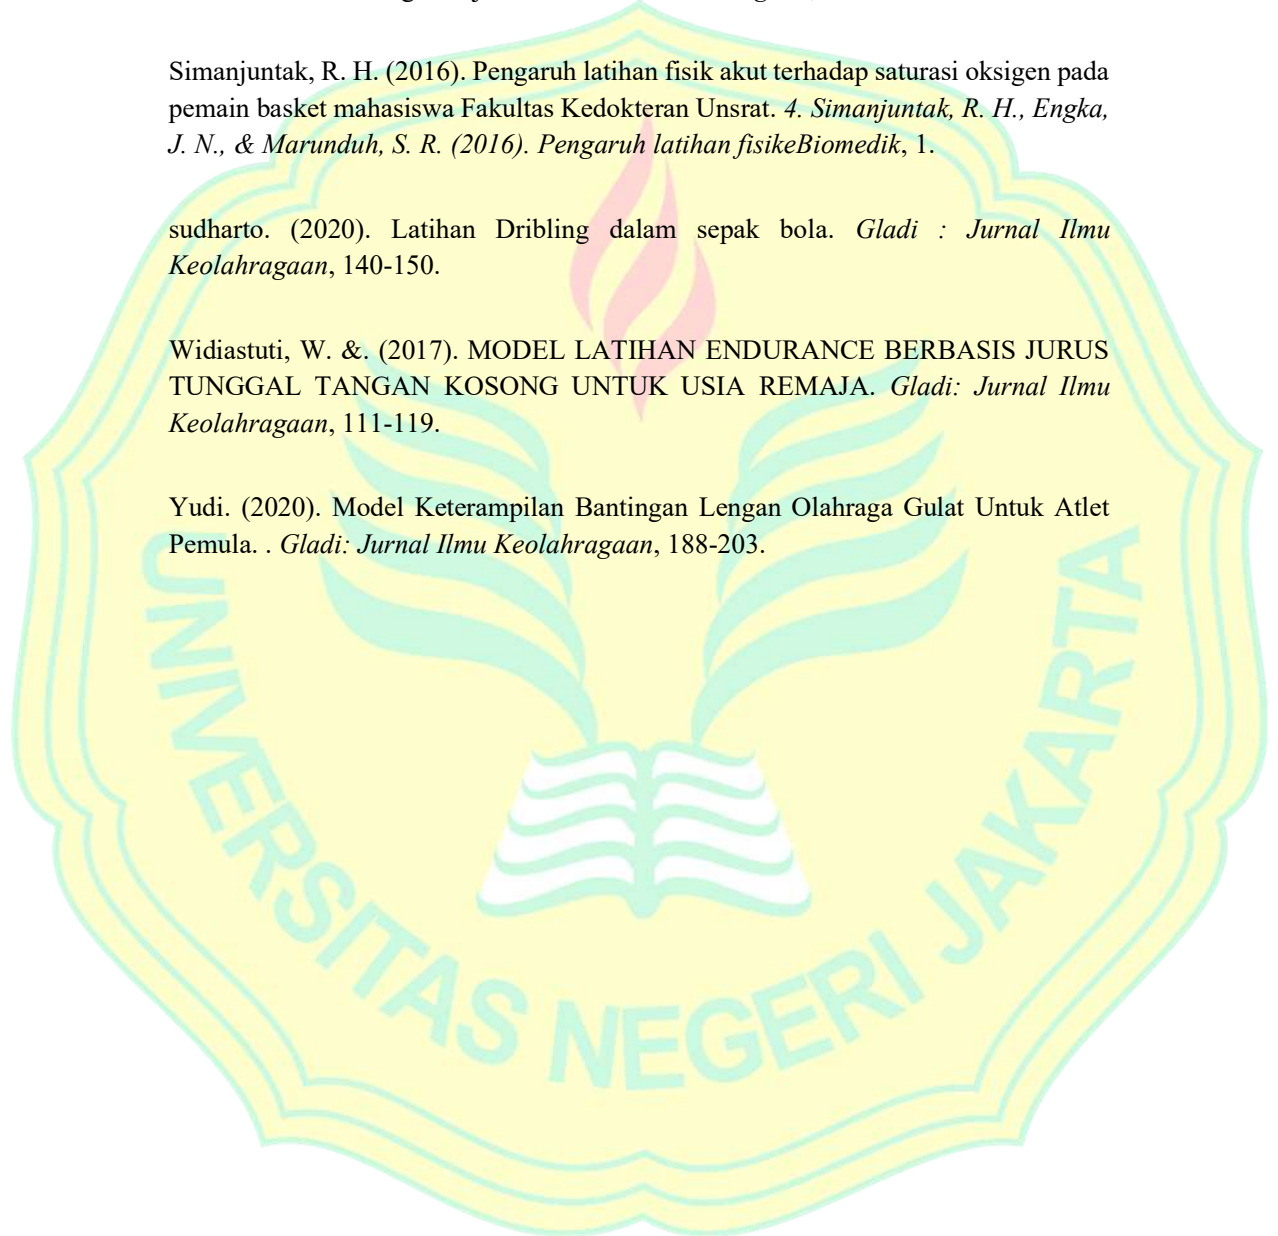 Simanjuntak, R. H. (2016). Pengaruh latihan fisik akut terhadap saturasi oksigen pada
pemain basket mahasiswa Fakultas Kedokteran Unsrat. 4. Simanjuntak, R. H., Engka,
J. N., & Marunduh, S. R. (2016). Pengaruh latihan fisikeBiomedik, 1.
sudharto. (2020). Latihan Dribling dalam sepak bola. Gladi : Jurnal Ilmu
Keolahragaan, 140-150.
Widiastuti, W. &. (2017). MODEL LATIHAN ENDURANCE BERBASIS JURUS
TUNGGAL TANGAN KOSONG UNTUK USIA REMAJA. Gladi: Jurnal Ilmu
Keolahragaan, 111-119.
Yudi. (2020). Model Keterampilan Bantingan Lengan Olahraga Gulat Untuk Atlet
Pemula. . Gladi: Jurnal Ilmu Keolahragaan, 188-203.
UNIVERSITAS NEGERI JAKARTA